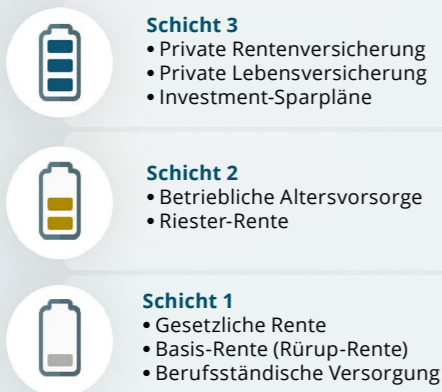 Schicht 3
• Private Rentenversicherung
• Private Lebensversicherung
• Investment-Sparpläne
Schicht 2
• Betriebliche Altersvorsorge
• Riester-Rente
Schicht 1
• Gesetzliche Rente
• Basis-Rente (Rürup-Rente)
• Berufsständische Versorgung